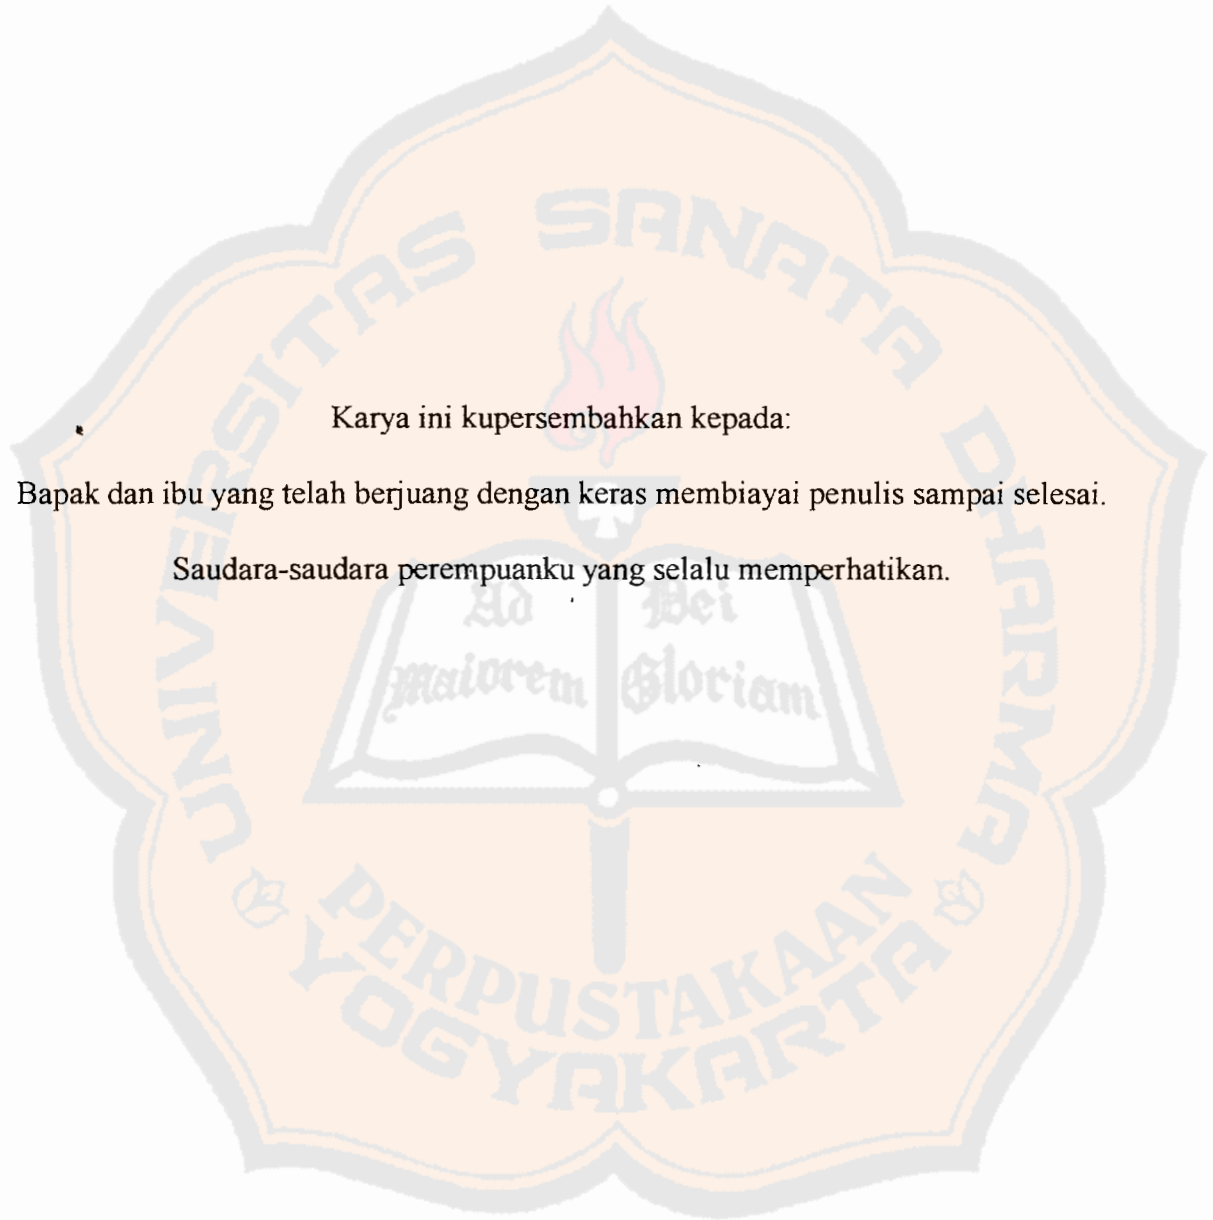 UNIVERSITAS SANATA DHARMA
Karya ini kupersembahkan kepada:
Bapak dan ibu yang telah berjuang dengan keras membiayai penulis sampai selesai.
Saudara-saudara perempuanku yang selalu memperhatikan.
Ad Dei
Maiorem Gloriam
PERPUSTAKAAN
YOGYAKARTA